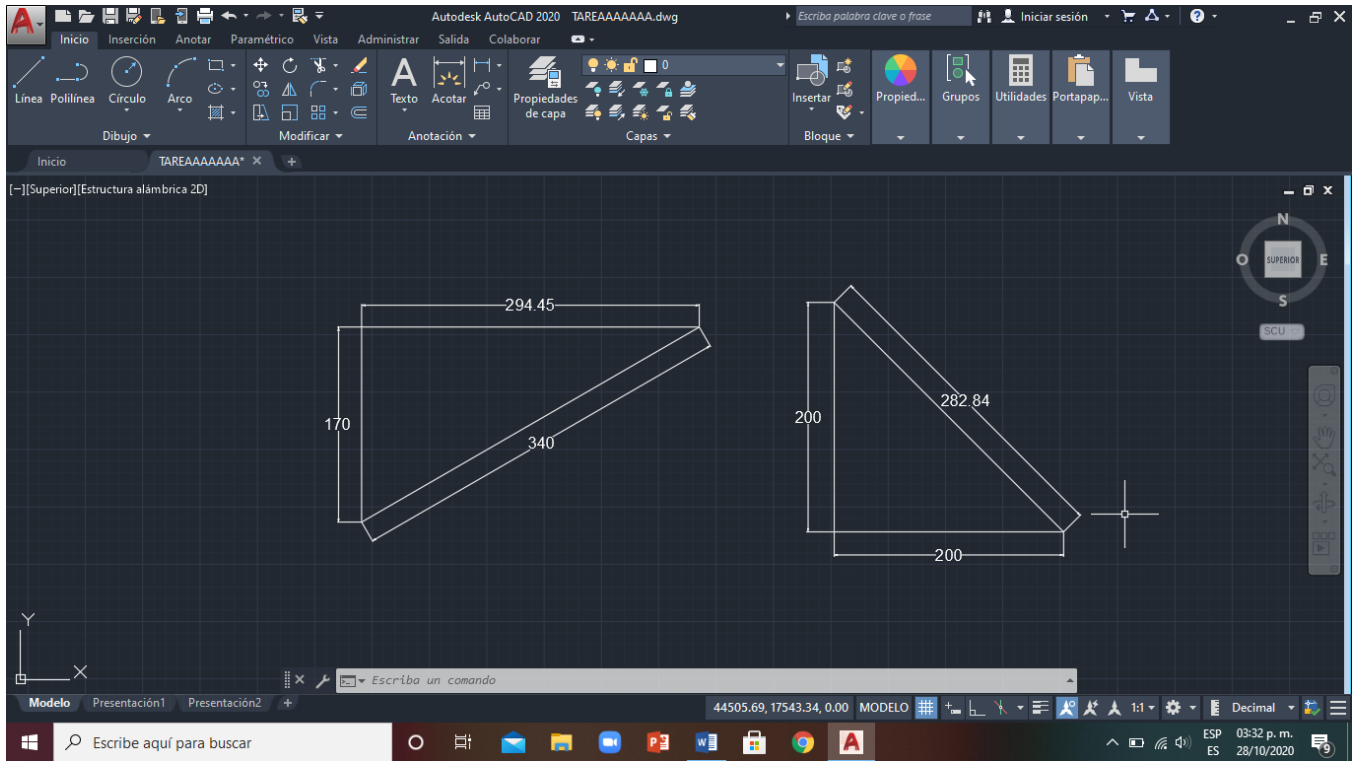 Autodesk AutoCAD 2020 TAREAAAAAAA.dwg
Escriba palabra clave o frase
Iniciar sesión
Inicio Inserción Anotar Paramétrico Vista Administrar Salida Colaborar
0
Línea Polilínea Círculo Arco
Texto Acotar
Propiedades de capa
Insertar
Propied... Grupos Utilidades Portapap... Vista
Dibujo Modificar Anotación Capas Bloque
Inicio TAREAAAAAAA*
[−][Superior][Estructura alámbrica 2D]
N
O SUPERIOR E
S
SCU
294.45
170
340
200
282.84
200
Y
X
Escriba un comando
Modelo Presentación1 Presentación2
44505.69, 17543.34, 0.00 MODELO 1:1 Decimal
Escribe aquí para buscar
ESP 03:32 p. m.
ES 28/10/2020
9